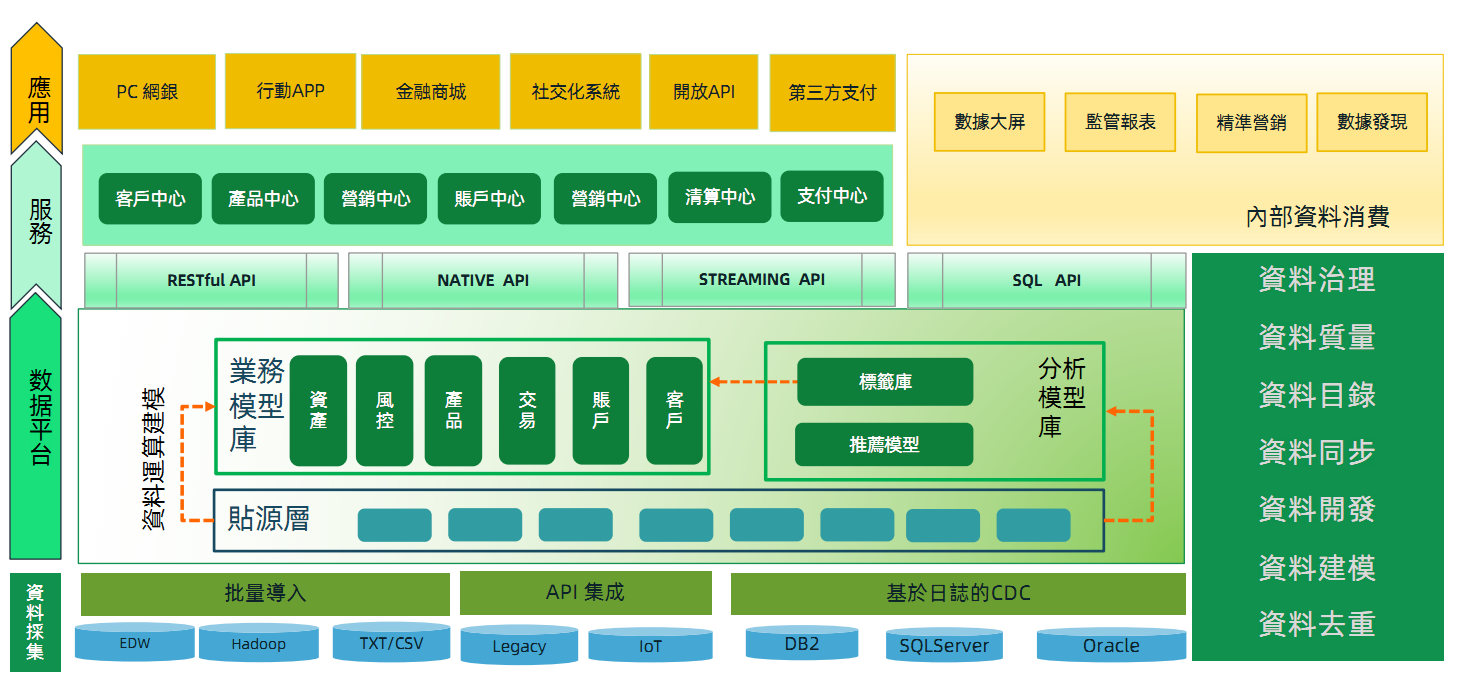 應用
PC 網銀
行動APP
金融商城
社交化系統
開放API
第三方支付
數據大屏
監管報表
精準營銷
數據發現
內部資料消費
服務
客戶中心
產品中心
營銷中心
賬戶中心
營銷中心
清算中心
支付中心
RESTful API
NATIVE API
STREAMING API
SQL API
数据平台
資料運算建模
業務
模型
庫
資產
風控
產品
交易
賬戶
客戶
標籤庫
推薦模型
分析
模型
庫
貼源層
資料治理
資料質量
資料目錄
資料同步
資料開發
資料建模
資料去重
資料採集
批量導入
API 集成
基於日誌的CDC
EDW
Hadoop
TXT/CSV
Legacy
IoT
DB2
SQLServer
Oracle